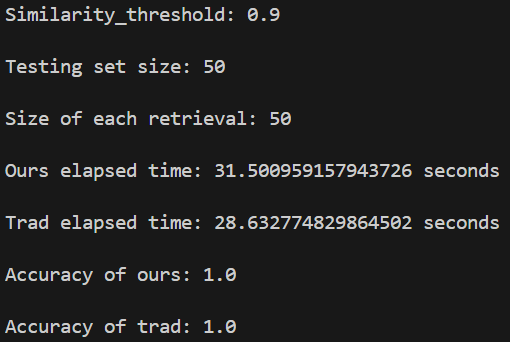 Similarity_threshold: 0.9
Testing set size: 50
Size of each retrieval: 50
Ours elapsed time: 31.500959157943726 seconds
Trad elapsed time: 28.632774829864502 seconds
Accuracy of ours: 1.0
Accuracy of trad: 1.0